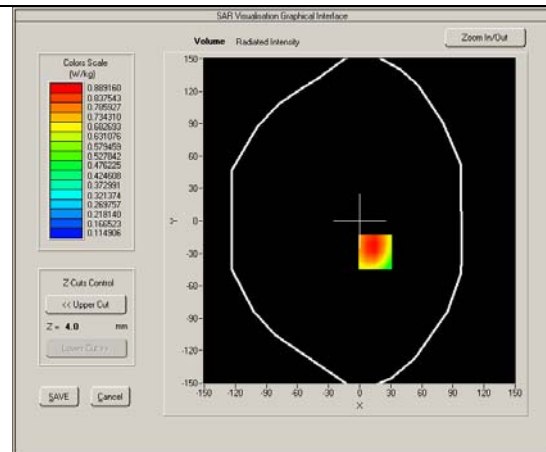 SAR Visualisation Graphical Interface
Volume Radiated Intensity
Zoom In/Out
Colors Scale
(W/kg)
0.889160
0.837543
0.785927
0.734310
0.682693
0.631076
0.579459
0.527842
0.476225
0.424608
0.372991
0.321374
0.269757
0.218140
0.166523
0.114906
Z Cuts Control
<< Upper Cut
Z = 4.0 mm
Lower Cut >>
SAVE
Cancel
150
120
90
60
30
0
-30
-60
-90
-120
-150
Y
-150 -120 -90 -60 -30 0 30 60 90 120 150
X